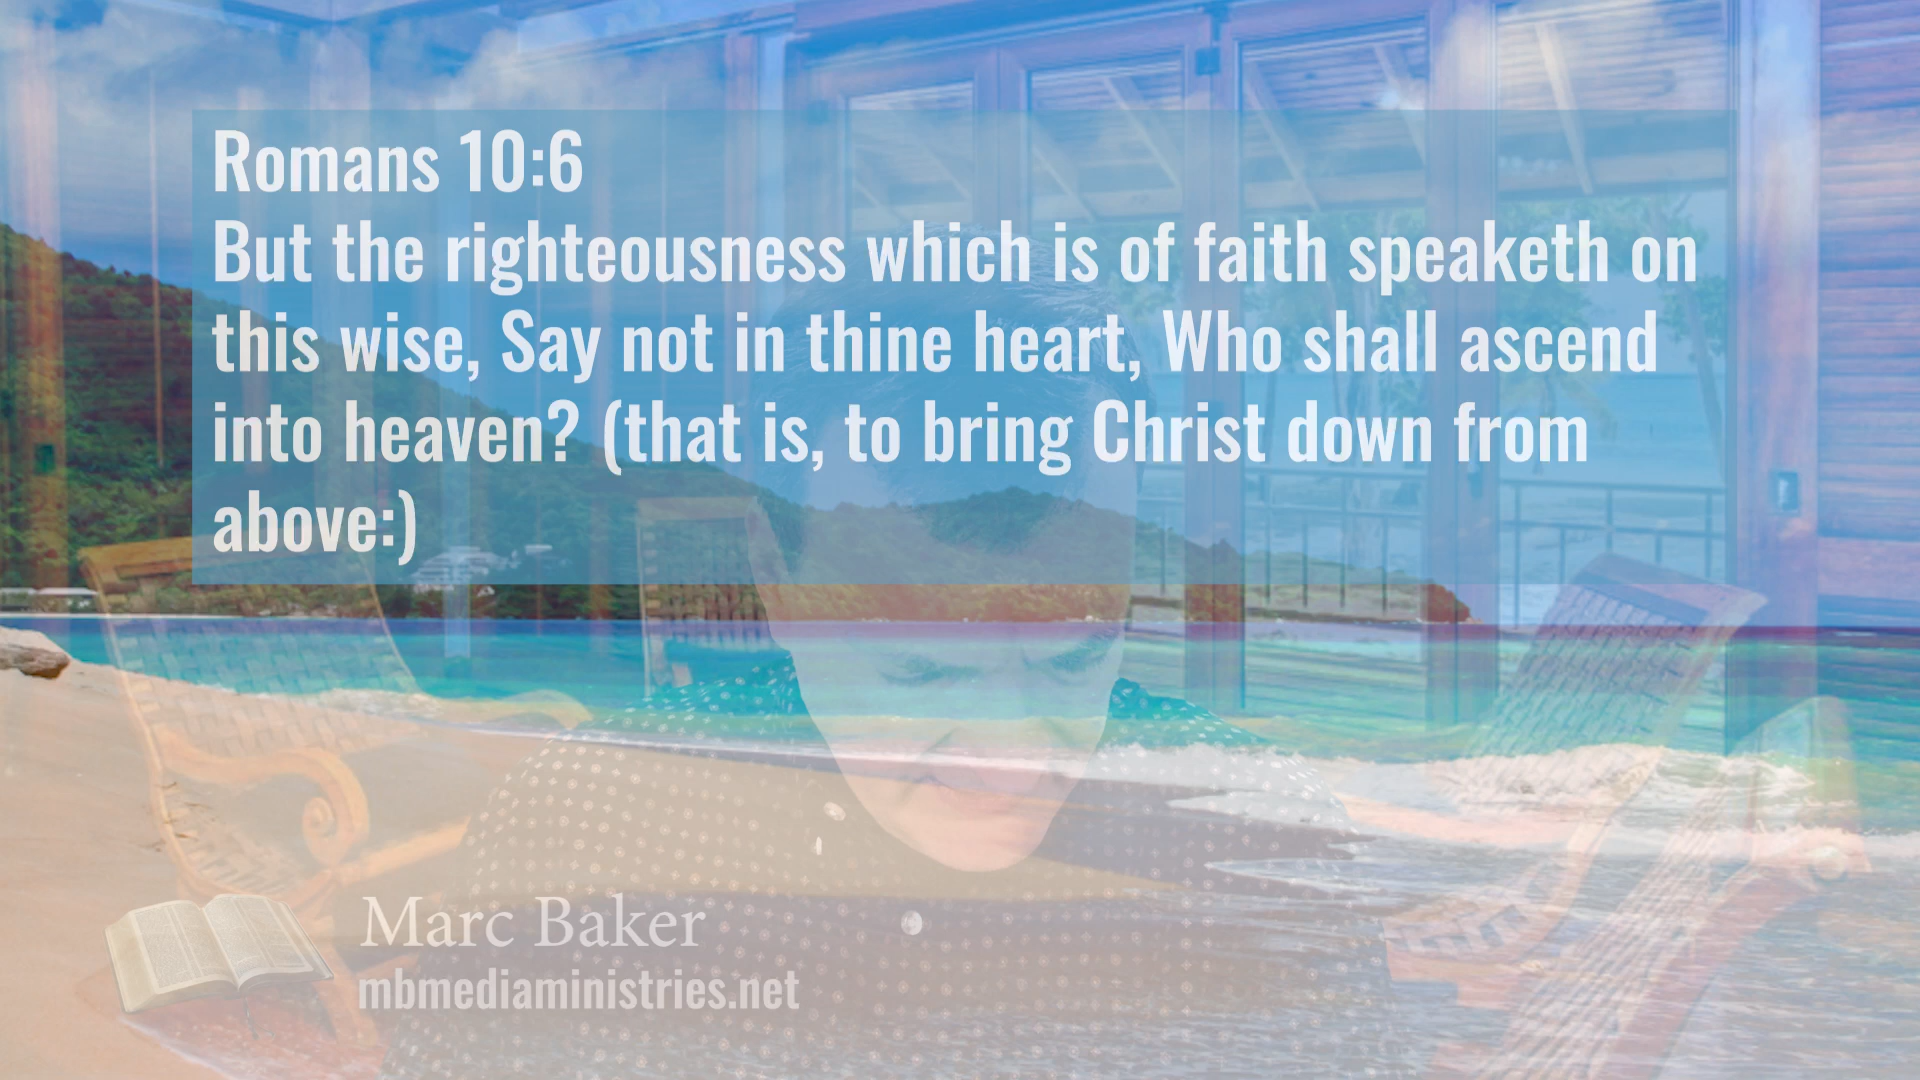 Romans 10:6
But the righteousness which is of faith speaketh on
this wise, Say not in thine heart, Who shall ascend
into heaven? (that is, to bring Christ down from
above:)
Marc Baker
mbmediaministries.net